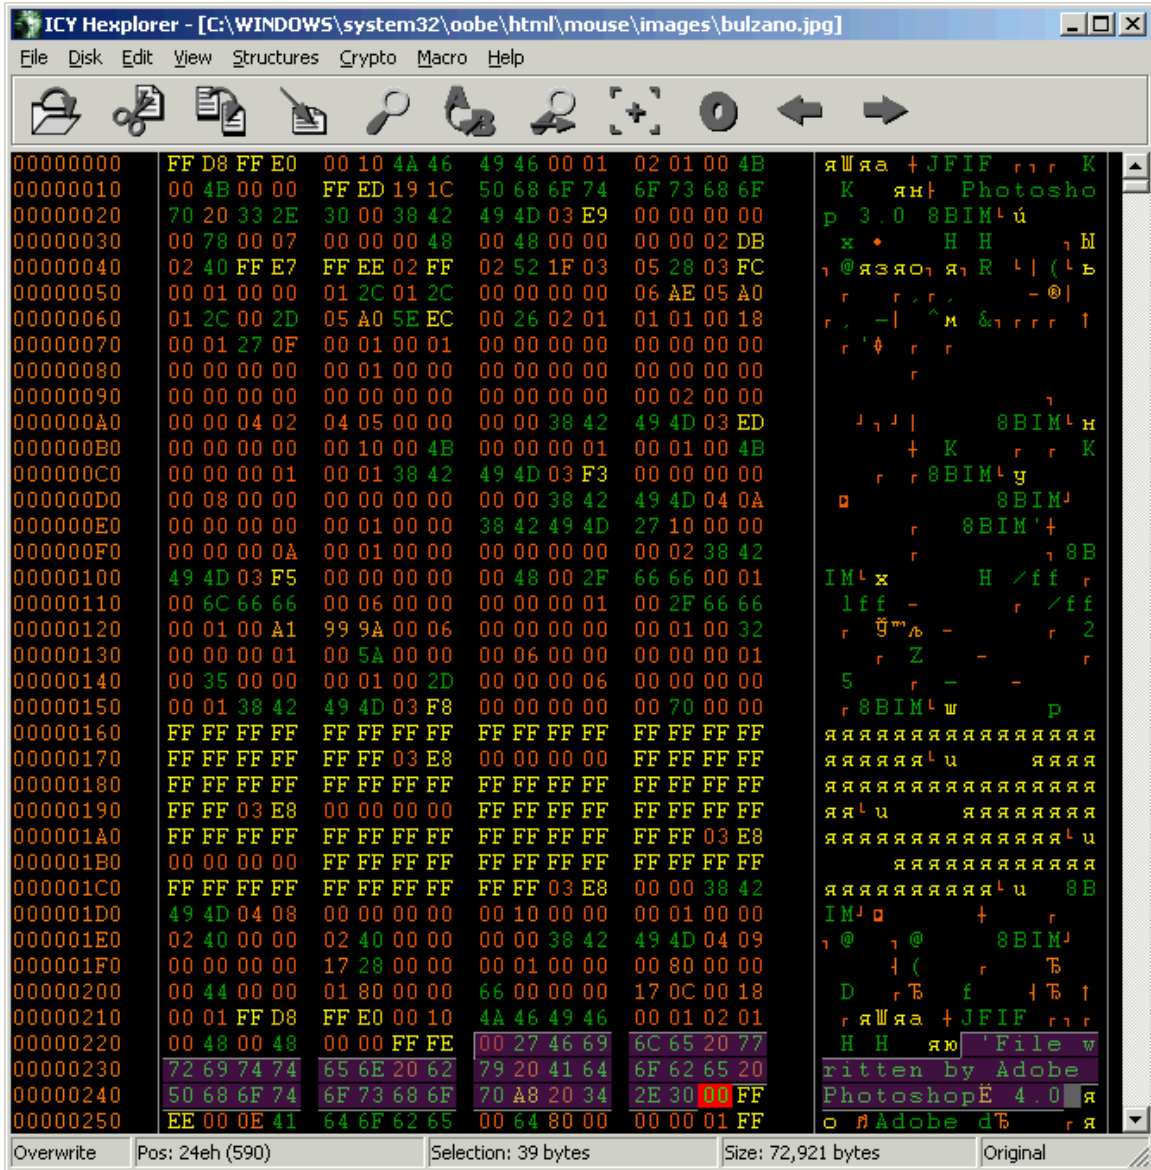 ICY Hexplorer - [C:\WINDOWS\system32\oobe\html\mouse\images\bulzano.jpg]
File Disk Edit View Structures Crypto Macro Help
00000000 FF D8 FF E0 00 10 4A 46 49 46 00 01 02 01 00 4B яШяа +JFIF ┌┐┌ K
00000010 00 4B 00 00 FF ED 19 1C 50 68 6F 74 6F 73 68 6F K ян┤ Photosho
00000020 70 20 33 2E 30 00 38 42 49 4D 03 E9 00 00 00 00 p 3.0 8BIM└ú
00000030 00 78 00 07 00 00 00 48 00 48 00 00 00 00 02 DB x • H H ┐Ы
00000040 02 40 FF E7 FF EE 02 FF 02 52 1F 03 05 28 03 FC ┐@язяо┐я┐R └|(└ь
00000050 00 01 00 00 01 2C 01 2C 00 00 00 00 06 AE 05 A0 ┌ ┌,┌, -®|
00000060 01 2C 00 2D 05 A0 5E EC 00 26 02 01 01 01 00 18 ┌, -| ^м &┐┌┌┌ ↑
00000070 00 01 27 0F 00 01 00 01 00 00 00 00 00 00 00 00 ┌'¤ ┌ ┌
00000080 00 00 00 00 00 01 00 00 00 00 00 00 00 00 00 00 ┌
00000090 00 00 00 00 00 00 00 00 00 00 00 00 00 02 00 00 ┐
000000A0 00 00 04 02 04 05 00 00 00 00 38 42 49 4D 03 ED ┘┐┘| 8BIM└н
000000B0 00 00 00 00 00 10 00 4B 00 00 00 01 00 01 00 4B + K ┌ ┌ K
000000C0 00 00 00 01 00 01 38 42 49 4D 03 F3 00 00 00 00 ┌ ┌8BIM└у
000000D0 00 08 00 00 00 00 00 00 00 00 38 42 49 4D 04 0A ◘ 8BIM┘
000000E0 00 00 00 00 00 01 00 00 38 42 49 4D 27 10 00 00 ┌ 8BIM'+
000000F0 00 00 00 0A 00 01 00 00 00 00 00 00 00 02 38 42 ┌ ┐8B
00000100 49 4D 03 F5 00 00 00 00 00 48 00 2F 66 66 00 01 IM└х H /ff ┌
00000110 00 6C 66 66 00 06 00 00 00 00 00 01 00 2F 66 66 lff - ┌ /ff
00000120 00 01 00 A1 99 9A 00 06 00 00 00 00 00 01 00 32 ┌ ў™љ - ┌ 2
00000130 00 00 00 01 00 5A 00 00 00 06 00 00 00 00 00 01 ┌ Z - ┌
00000140 00 35 00 00 00 01 00 2D 00 00 00 06 00 00 00 00 5 ┌ - -
00000150 00 01 38 42 49 4D 03 F8 00 00 00 00 00 70 00 00 ┌8BIM└ш p
00000160 FF FF FF FF FF FF FF FF FF FF FF FF FF FF FF FF яяяяяяяяяяяяяяяя
00000170 FF FF FF FF FF FF 03 E8 00 00 00 00 FF FF FF FF яяяяяя└и яяяя
00000180 FF FF FF FF FF FF FF FF FF FF FF FF FF FF FF FF яяяяяяяяяяяяяяяя
00000190 FF FF 03 E8 00 00 00 00 FF FF FF FF FF FF FF FF яя└и яяяяяяяя
000001A0 FF FF FF FF FF FF FF FF FF FF FF FF FF FF 03 E8 яяяяяяяяяяяяяя└и
000001B0 00 00 00 00 FF FF FF FF FF FF FF FF FF FF FF FF яяяяяяяяяяяя
000001C0 FF FF FF FF FF FF FF FF FF FF 03 E8 00 00 38 42 яяяяяяяяяя└и 8B
000001D0 49 4D 04 08 00 00 00 00 00 10 00 00 00 01 00 00 IM┘◘ + ┌
000001E0 02 40 00 00 02 40 00 00 00 00 38 42 49 4D 04 09 ┐@ ┐@ 8BIM┘
000001F0 00 00 00 00 17 28 00 00 00 01 00 00 00 80 00 00 ┤( ┌ Ђ
00000200 00 44 00 00 01 80 00 00 66 00 00 00 17 0C 00 18 D ┌Ђ f ┤Ђ ↑
00000210 00 01 FF D8 FF E0 00 10 4A 46 49 46 00 01 02 01 ┌яШяа +JFIF ┌┐┌
00000220 00 48 00 48 00 00 FF FE 00 27 46 69 6C 65 20 77 H H яю 'File w
00000230 72 69 74 74 65 6E 20 62 79 20 41 64 6F 62 65 20 ritten by Adobe
00000240 50 68 6F 74 6F 73 68 6F 70 A8 20 34 2E 30 00 FF PhotoshopЁ 4.0 я
00000250 EE 00 0E 41 64 6F 62 65 00 64 80 00 00 00 01 FF о ♬Adobe dЂ ┌я
Overwrite Pos: 24eh (590) Selection: 39 bytes Size: 72,921 bytes Original